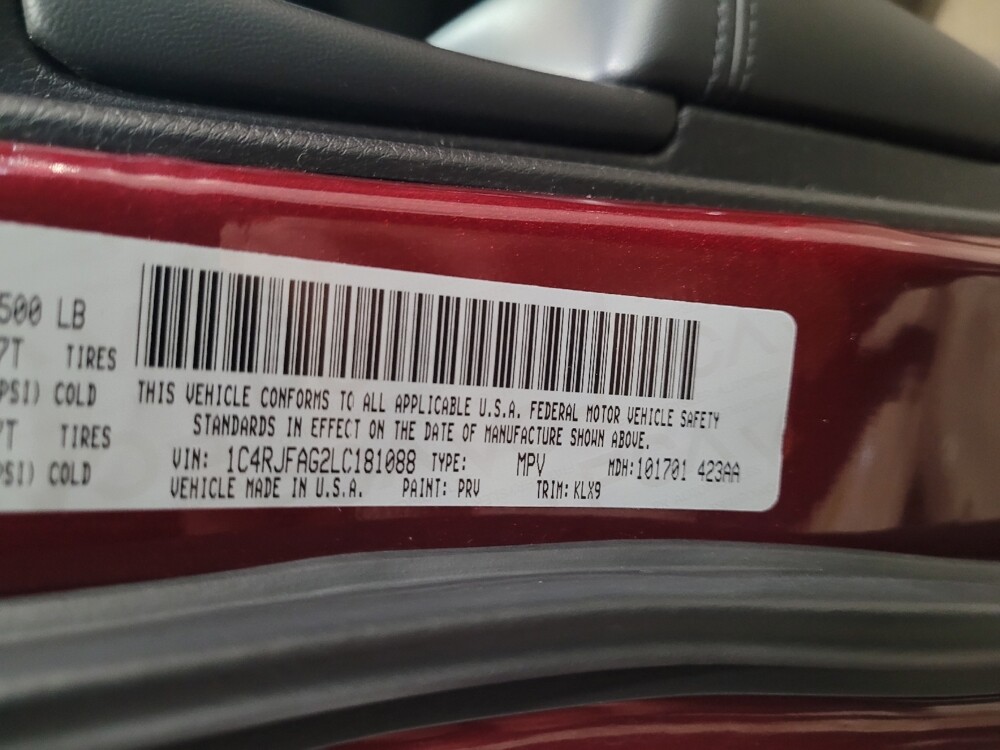 500 LB
7T TIRES
PSI) COLD
7T TIRES
SI) COLD
THIS VEHICLE CONFORMS TO ALL APPLICABLE U.S.A. FEDERAL MOTOR VEHICLE SAFETY
STANDARDS IN EFFECT ON THE DATE OF MANUFACTURE SHOWN ABOVE.
VIN: 1C4RJFAG2LC181088 TYPE: MPV MDH:101701 423AA
VEHICLE MADE IN U.S.A. PAINT: PRV TRIM: KLX9